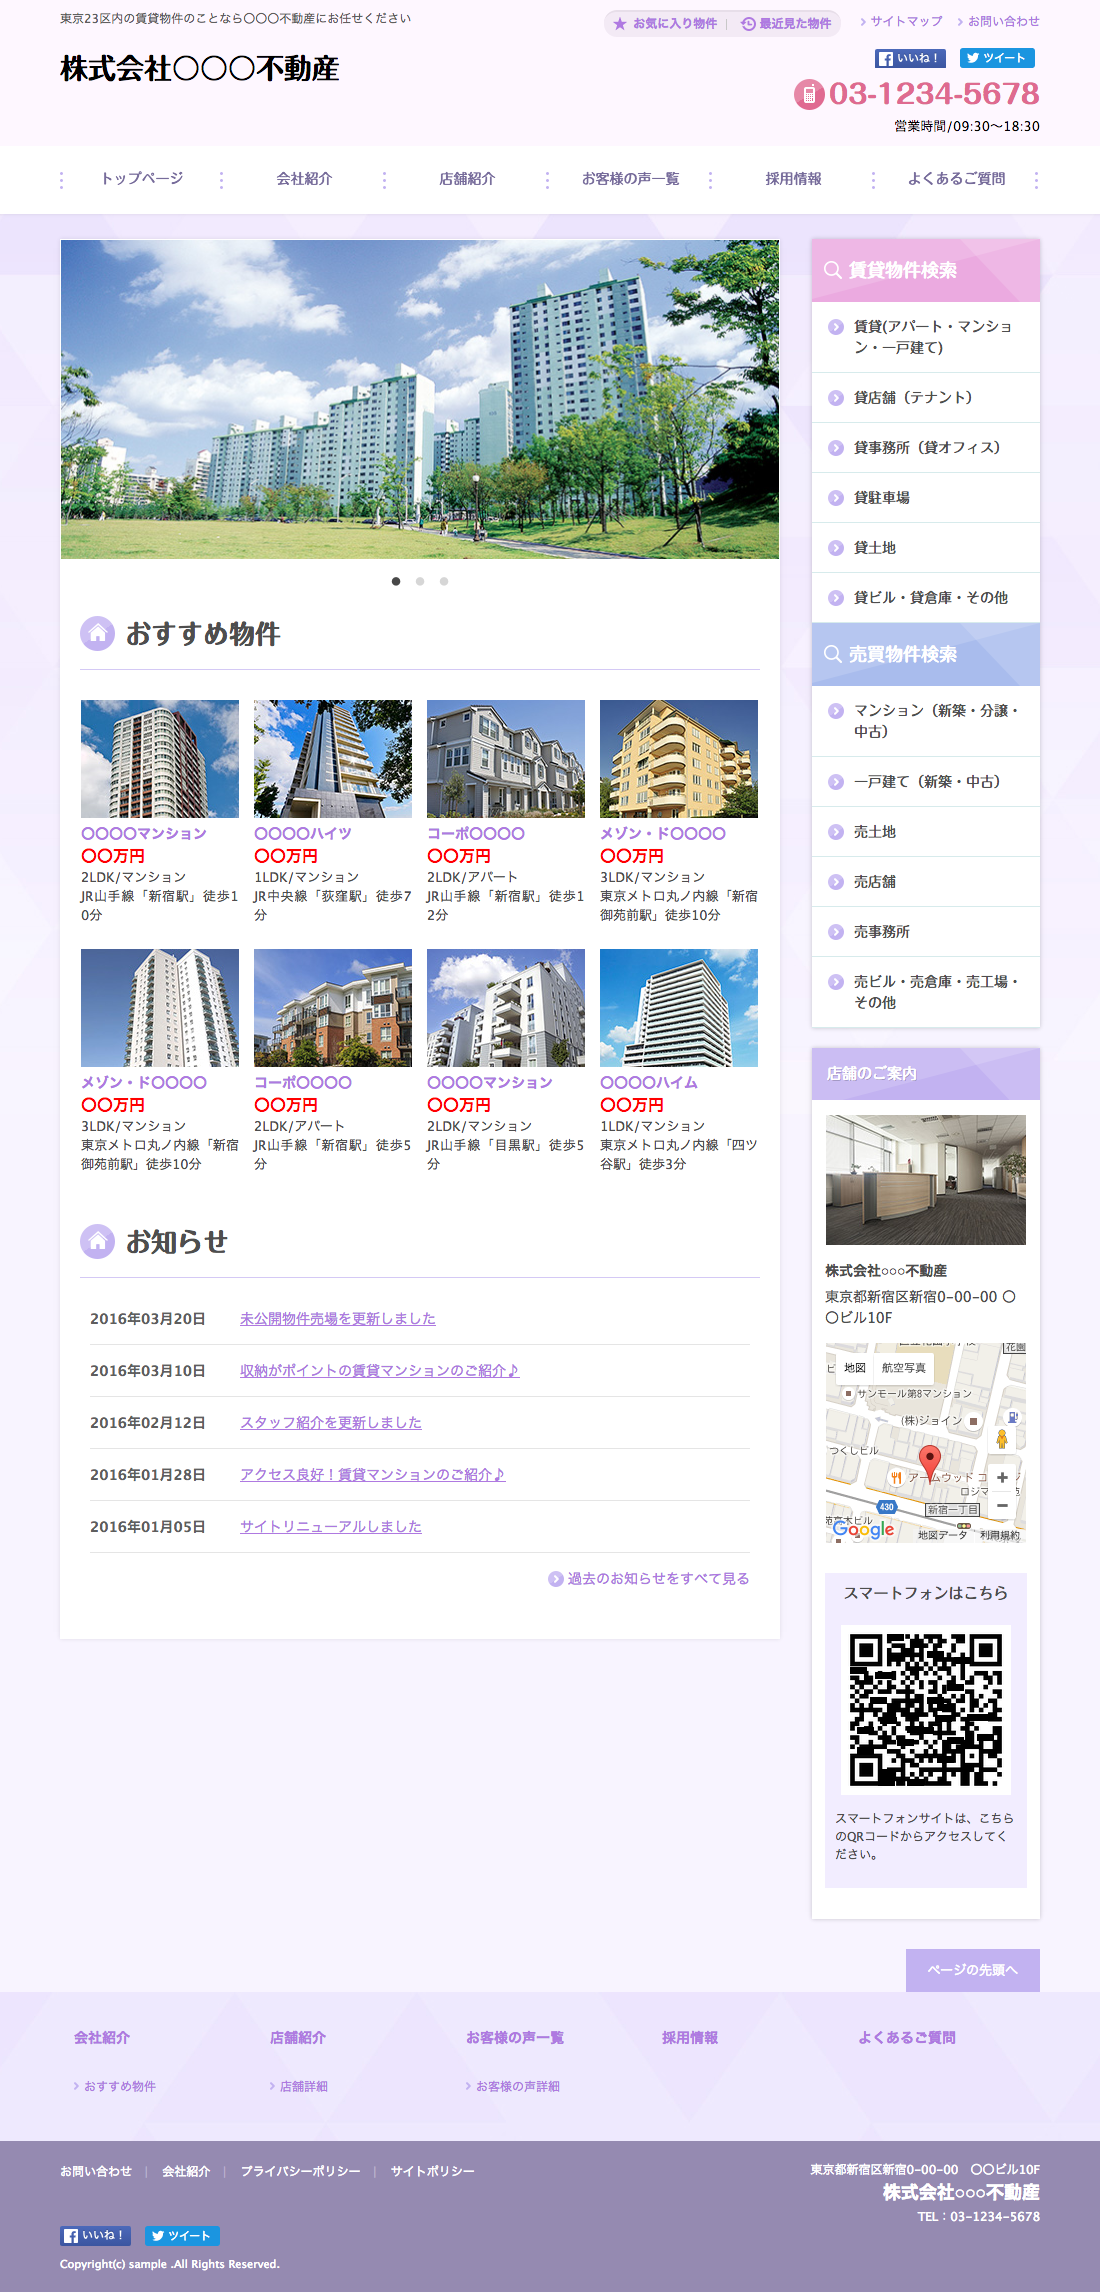 東京23区内の賃貸物件のことなら〇〇〇不動産にお任せください
お気に入り物件
最近見た物件
サイトマップ
お問い合わせ
株式会社〇〇〇不動産
いいね！
ツイート
03-1234-5678
営業時間/09:30〜18:30
トップページ
会社紹介
店舗紹介
お客様の声一覧
採用情報
よくあるご質問
おすすめ物件
〇〇〇〇マンション
〇〇万円
2LDK/マンション
JR山手線「新宿駅」徒歩1
0分
〇〇〇〇ハイツ
〇〇万円
1LDK/マンション
JR中央線「荻窪駅」徒歩7
分
コーポ〇〇〇〇
〇〇万円
2LDK/アパート
JR山手線「新宿駅」徒歩1
2分
メゾン・ド〇〇〇〇
〇〇万円
3LDK/マンション
東京メトロ丸ノ内線「新宿
御苑前駅」徒歩10分
メゾン・ド〇〇〇〇
〇〇万円
3LDK/マンション
東京メトロ丸ノ内線「新宿
御苑前駅」徒歩10分
コーポ〇〇〇〇
〇〇万円
2LDK/アパート
JR山手線「新宿駅」徒歩5
分
〇〇〇〇マンション
〇〇万円
2LDK/マンション
JR山手線「目黒駅」徒歩5
分
〇〇〇〇ハイム
〇〇万円
1LDK/マンション
東京メトロ丸ノ内線「四ツ
谷駅」徒歩3分
お知らせ
2016年03月20日 未公開物件売場を更新しました
2016年03月10日 収納がポイントの賃貸マンションのご紹介♪
2016年02月12日 スタッフ紹介を更新しました
2016年01月28日 アクセス良好！賃貸マンションのご紹介♪
2016年01月05日 サイトリニューアルしました
過去のお知らせをすべて見る
賃貸物件検索
賃貸(アパート・マンショ
ン・一戸建て)
貸店舗（テナント）
貸事務所（貸オフィス）
貸駐車場
貸土地
貸ビル・貸倉庫・その他
売買物件検索
マンション（新築・分譲・
中古）
一戸建て（新築・中古）
売土地
売店舗
売事務所
売ビル・売倉庫・売工場・
その他
店舗のご案内
株式会社○○○不動産
東京都新宿区新宿0−00−00 〇
〇ビル10F
花園
地図
航空写真
サンモール第8マンション
(株)ジョイン
つくしビル
アームウッド コ
ロジマ
430
新宿一丁目
Google
地図データ
利用規約
スマートフォンはこちら
スマートフォンサイトは、こちら
のQRコードからアクセスしてく
ださい。
ページの先頭へ
会社紹介
店舗紹介
お客様の声一覧
採用情報
よくあるご質問
おすすめ物件
店舗詳細
お客様の声詳細
お問い合わせ
会社紹介
プライバシーポリシー
サイトポリシー
東京都新宿区新宿0-00-00　〇〇ビル10F
株式会社○○○不動産
TEL：03-1234-5678
いいね！
ツイート
Copyright(c) sample .All Rights Reserved.